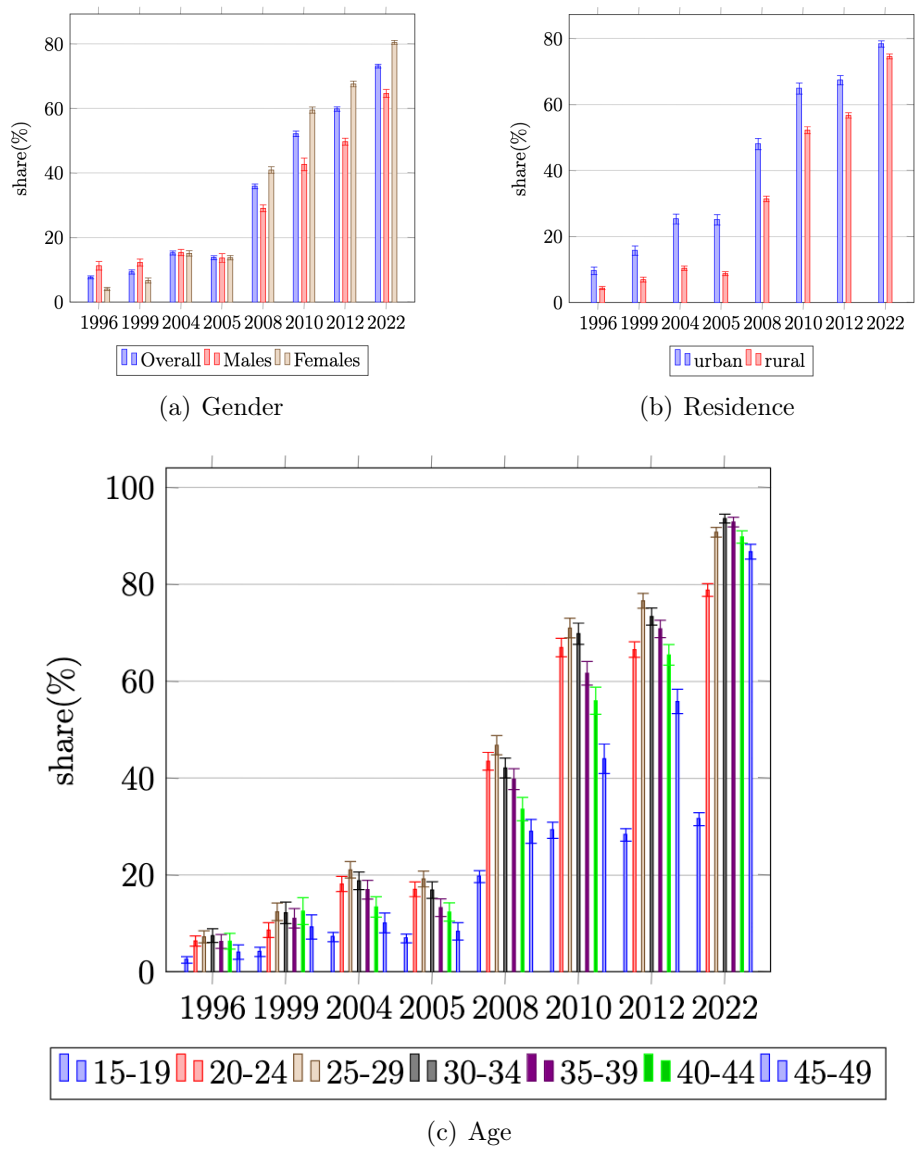 share(%)
80
60
40
20
0
1996 1999 2004 2005 2008 2010 2012 2022
Overall Males Females
(a) Gender
share(%)
80
60
40
20
0
1996 1999 2004 2005 2008 2010 2012 2022
urban rural
(b) Residence
share(%)
100
80
60
40
20
0
1996 1999 2004 2005 2008 2010 2012 2022
15-19 20-24 25-29 30-34 35-39 40-44 45-49
(c) Age